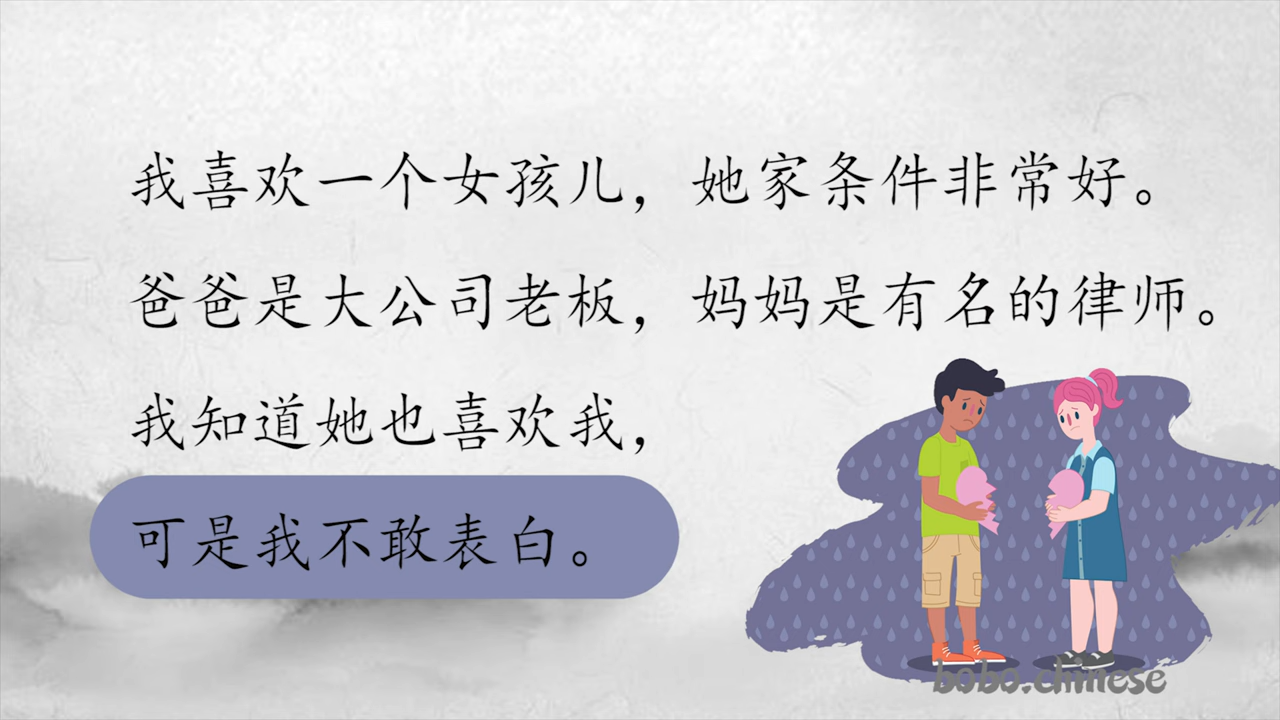 我喜欢一个女孩儿，她家条件非常好。
爸爸是大公司老板，妈妈是有名的律师。
我知道她也喜欢我，
可是我不敢表白。
bobo.chinese